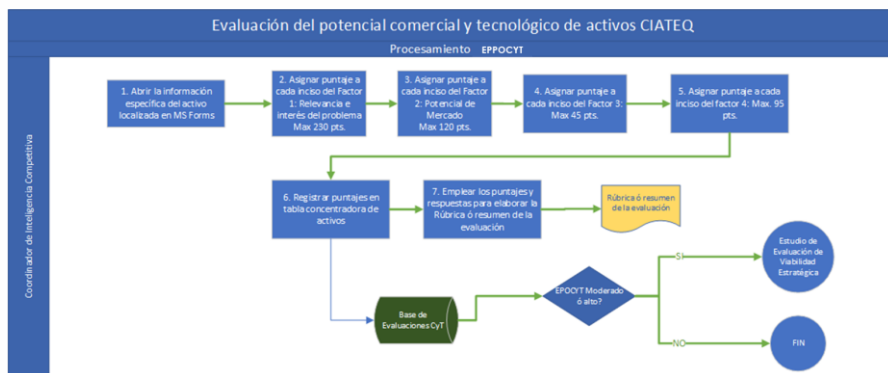 Evaluación del potencial comercial y tecnológico de activos CIATEQ
Procesamiento EPPOCYT
Coordinador de Inteligencia Competitiva
1. Abrir la información
específica del activo
localizada en MS Forms
2. Asignar puntaje a
cada inciso del Factor
1: Relevancia e
interés del problema
Max 230 pts.
3. Asignar puntaje a
cada inciso del Factor
2: Potencial de
Mercado
Max 120 pts.
4. Asignar puntaje a
cada inciso del Factor 3:
Max 45 pts.
5. Asignar puntaje a cada
inciso del factor 4: Max. 95
pts.
6. Registrar puntajes en
tabla concentradora de
activos
7. Emplear los puntajes y
respuestas para elaborar la
Rúbrica ó resumen de la
evaluación
Rúbrica ó resumen
de la evaluación
Base de
Evaluaciones CyT
EPOCYT Moderado
ó alto?
SI
Estudio de
Evaluación de
Viabilidad
Estratégica
NO
FIN